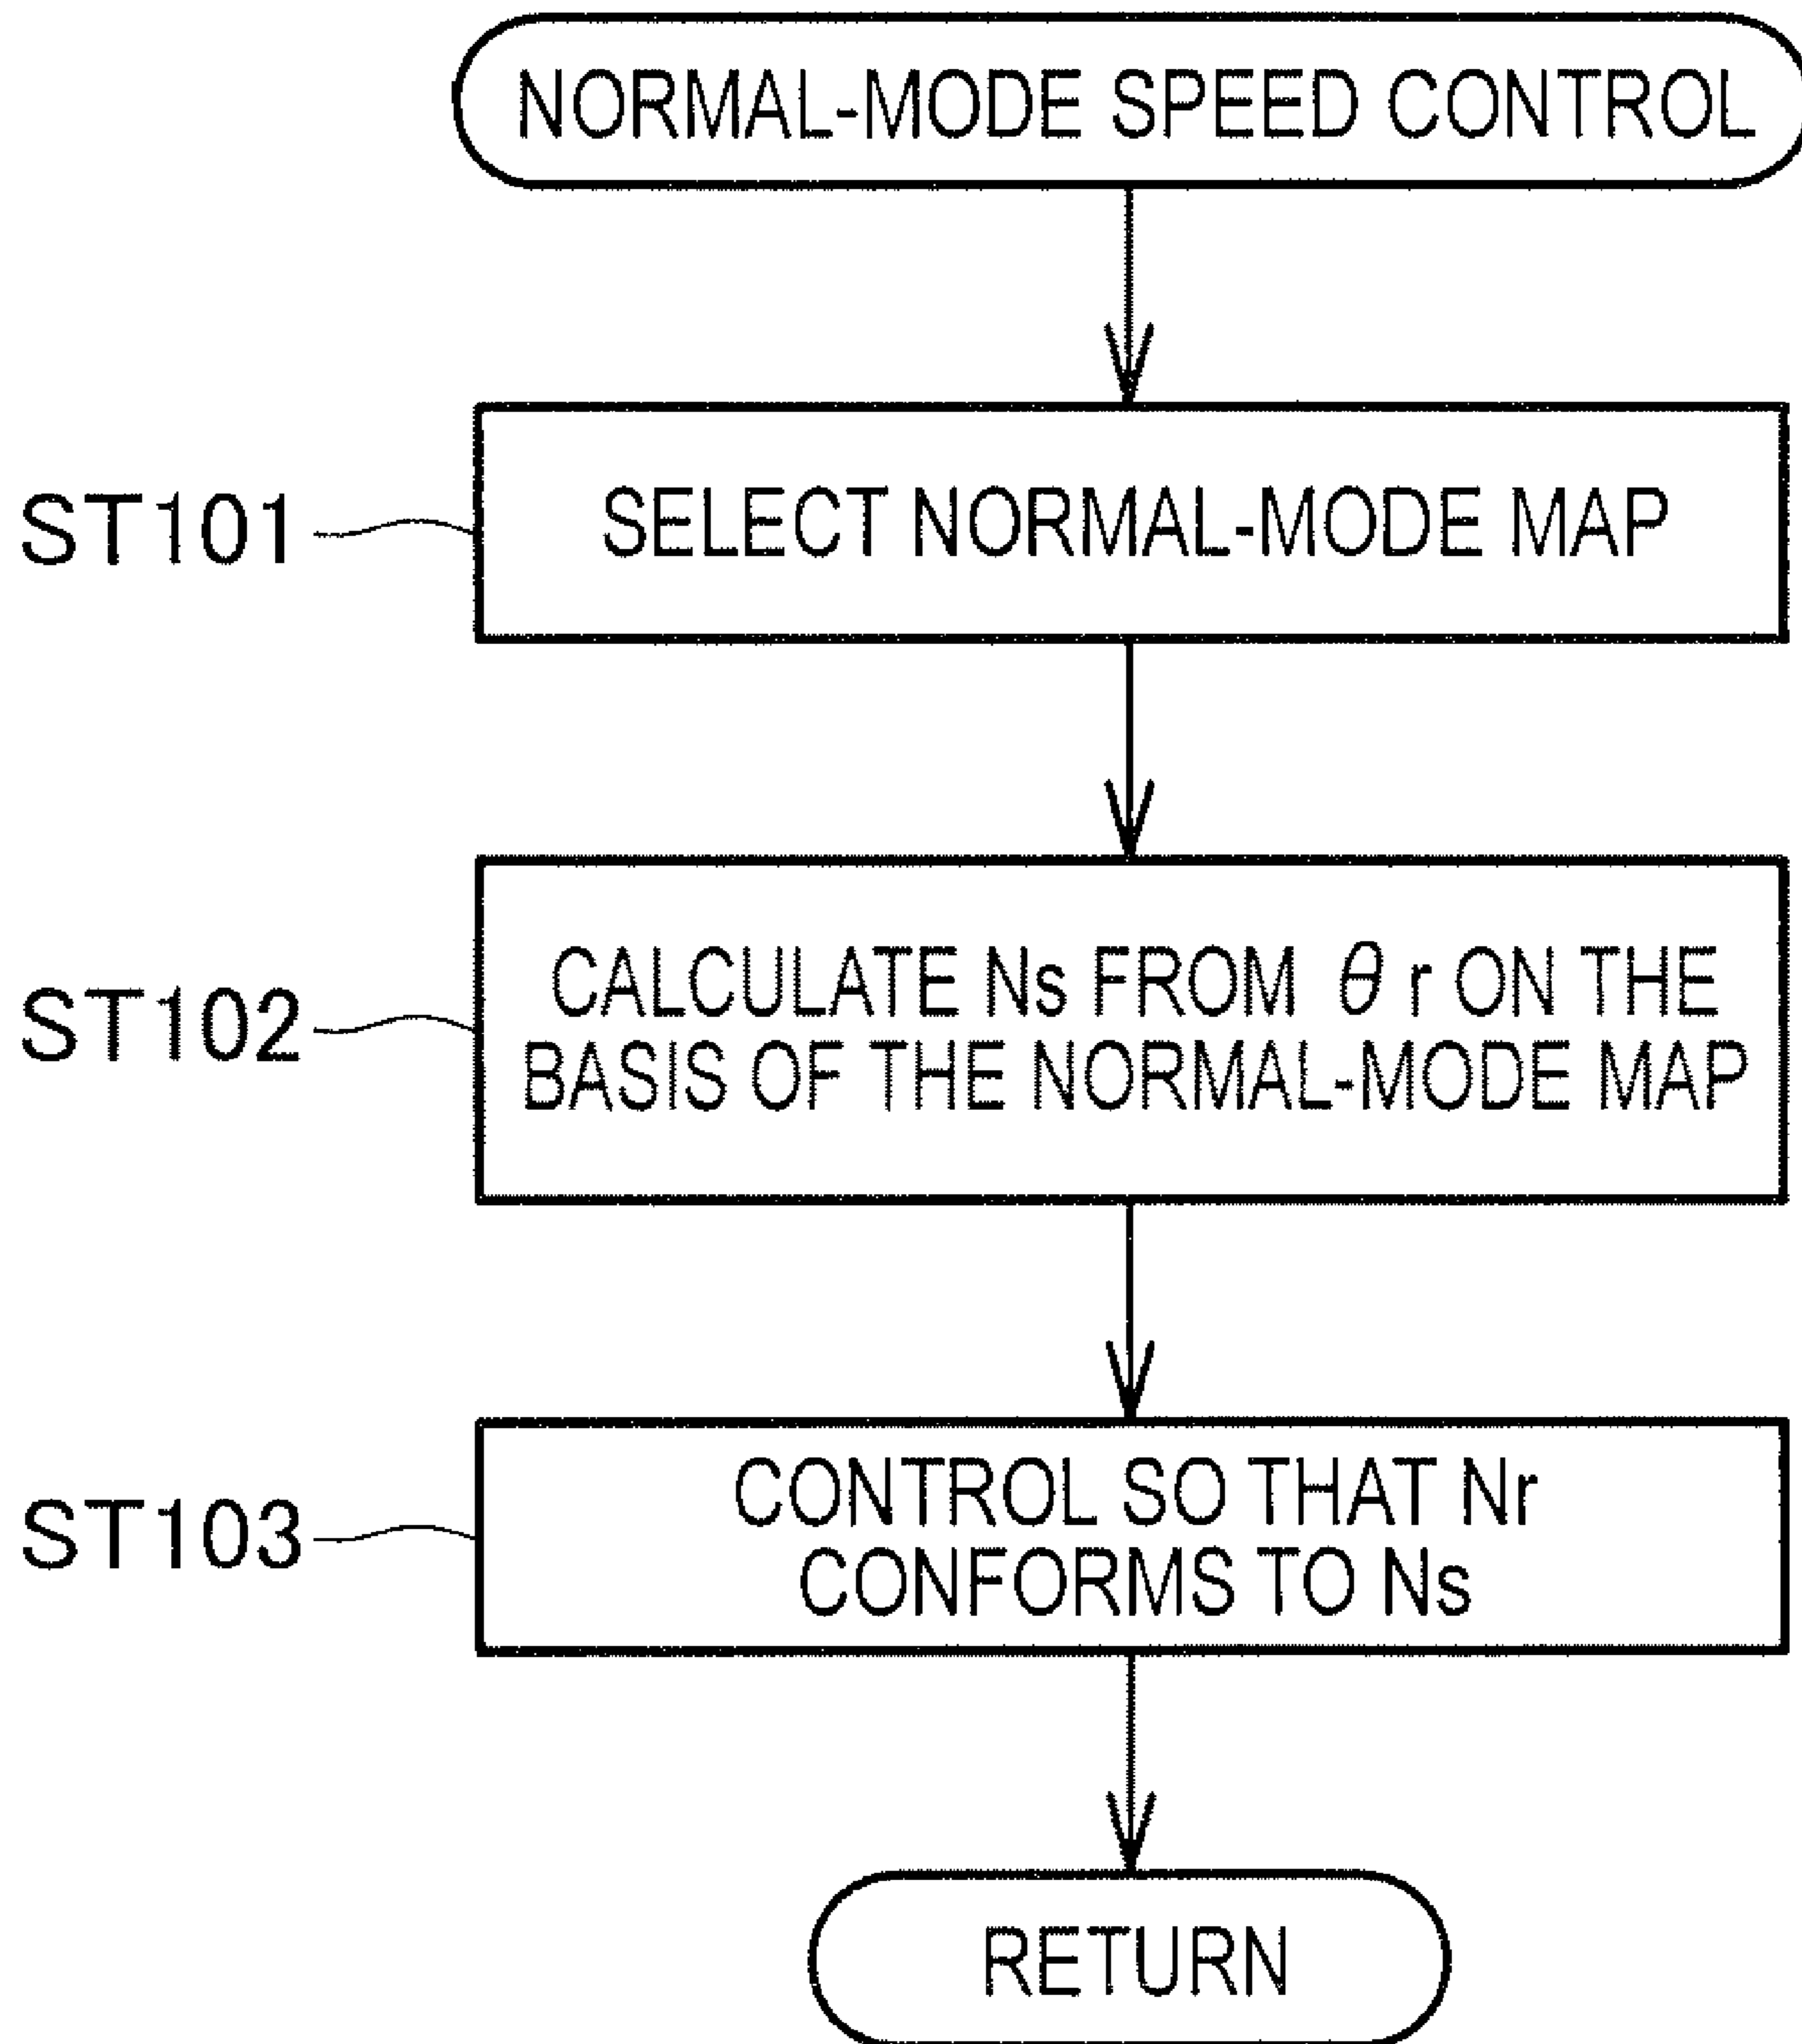 NORMAL-MODE SPEED CONTROL
ST101
SELECT NORMAL-MODE MAP
ST102
CALCULATE Ns FROM θr ON THE
BASIS OF THE NORMAL-MODE MAP
ST103
CONTROL SO THAT Nr
CONFORMS TO Ns
RETURN